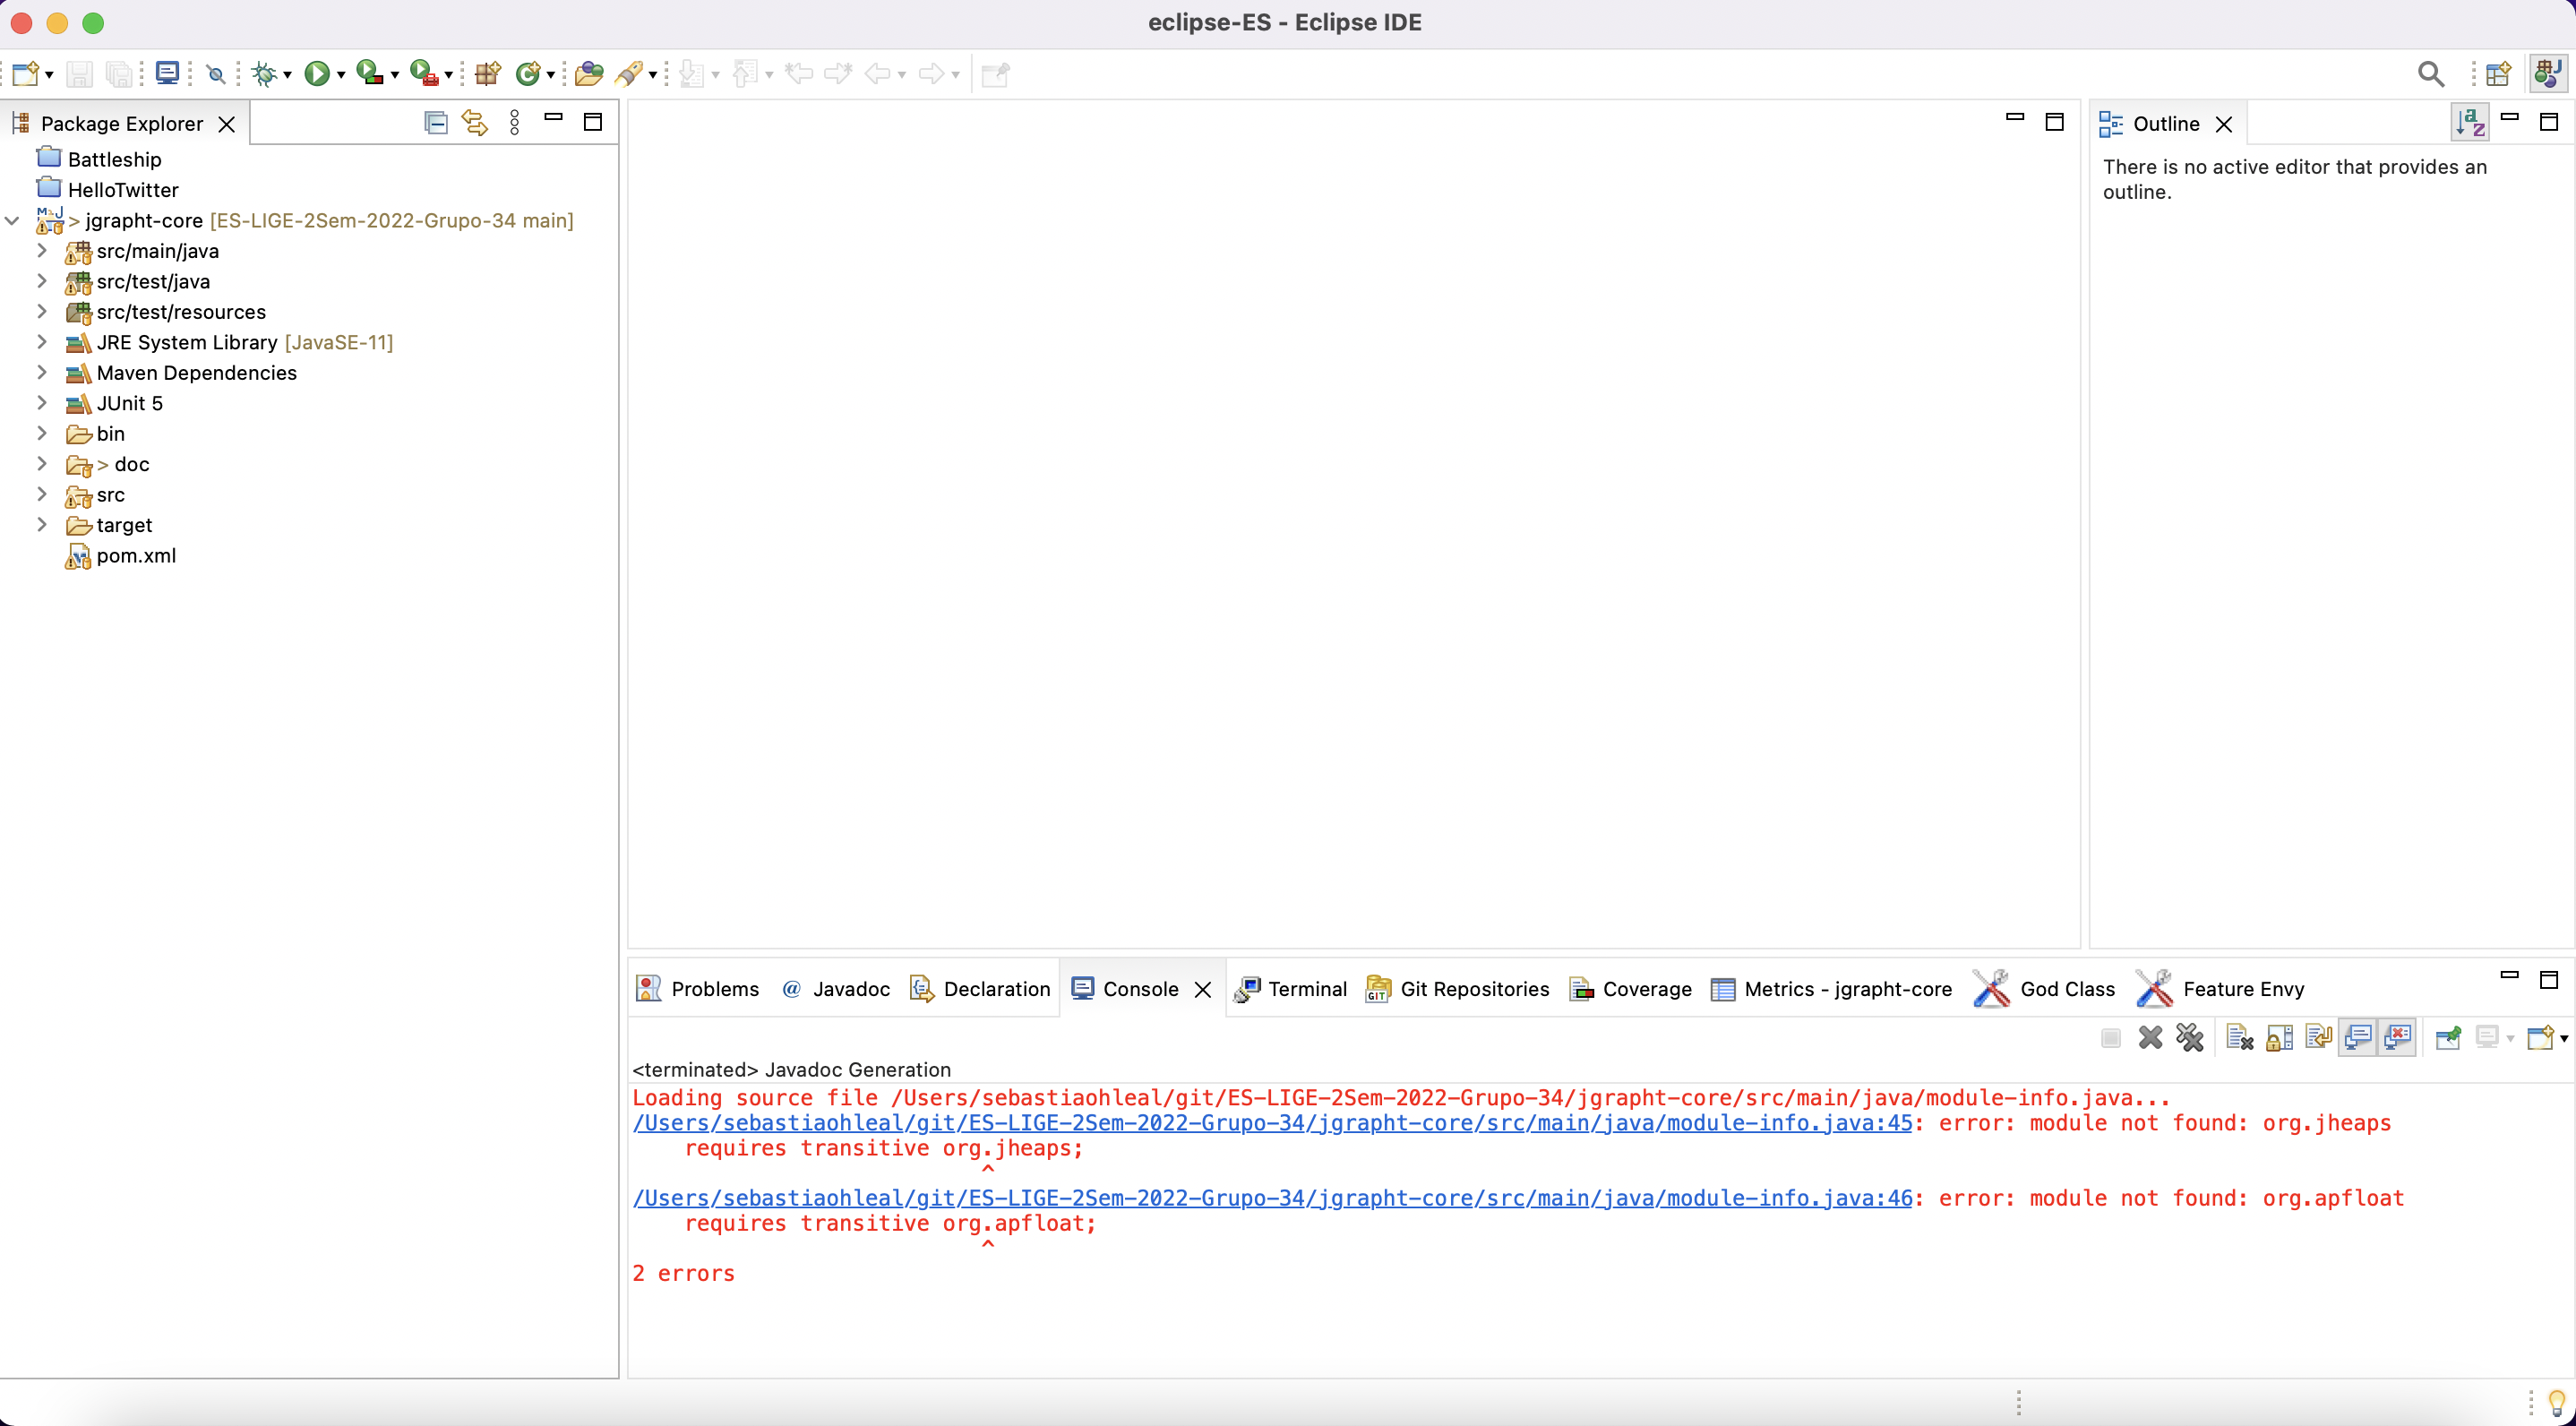 eclipse-ES - Eclipse IDE
Package Explorer
Battleship
HelloTwitter
> jgrapht-core [ES-LIGE-2Sem-2022-Grupo-34 main]
src/main/java
src/test/java
src/test/resources
JRE System Library [JavaSE-11]
Maven Dependencies
JUnit 5
bin
> doc
src
target
pom.xml
Outline
There is no active editor that provides an
outline.
Problems @ Javadoc Declaration Console Terminal Git Repositories Coverage Metrics - jgrapht-core God Class Feature Envy
<terminated> Javadoc Generation
Loading source file /Users/sebastiaohleal/git/ES-LIGE-2Sem-2022-Grupo-34/jgrapht-core/src/main/java/module-info.java...
/Users/sebastiaohleal/git/ES-LIGE-2Sem-2022-Grupo-34/jgrapht-core/src/main/java/module-info.java:45: error: module not found: org.jheaps
requires transitive org.jheaps;
^
/Users/sebastiaohleal/git/ES-LIGE-2Sem-2022-Grupo-34/jgrapht-core/src/main/java/module-info.java:46: error: module not found: org.apfloat
requires transitive org.apfloat;
^
2 errors